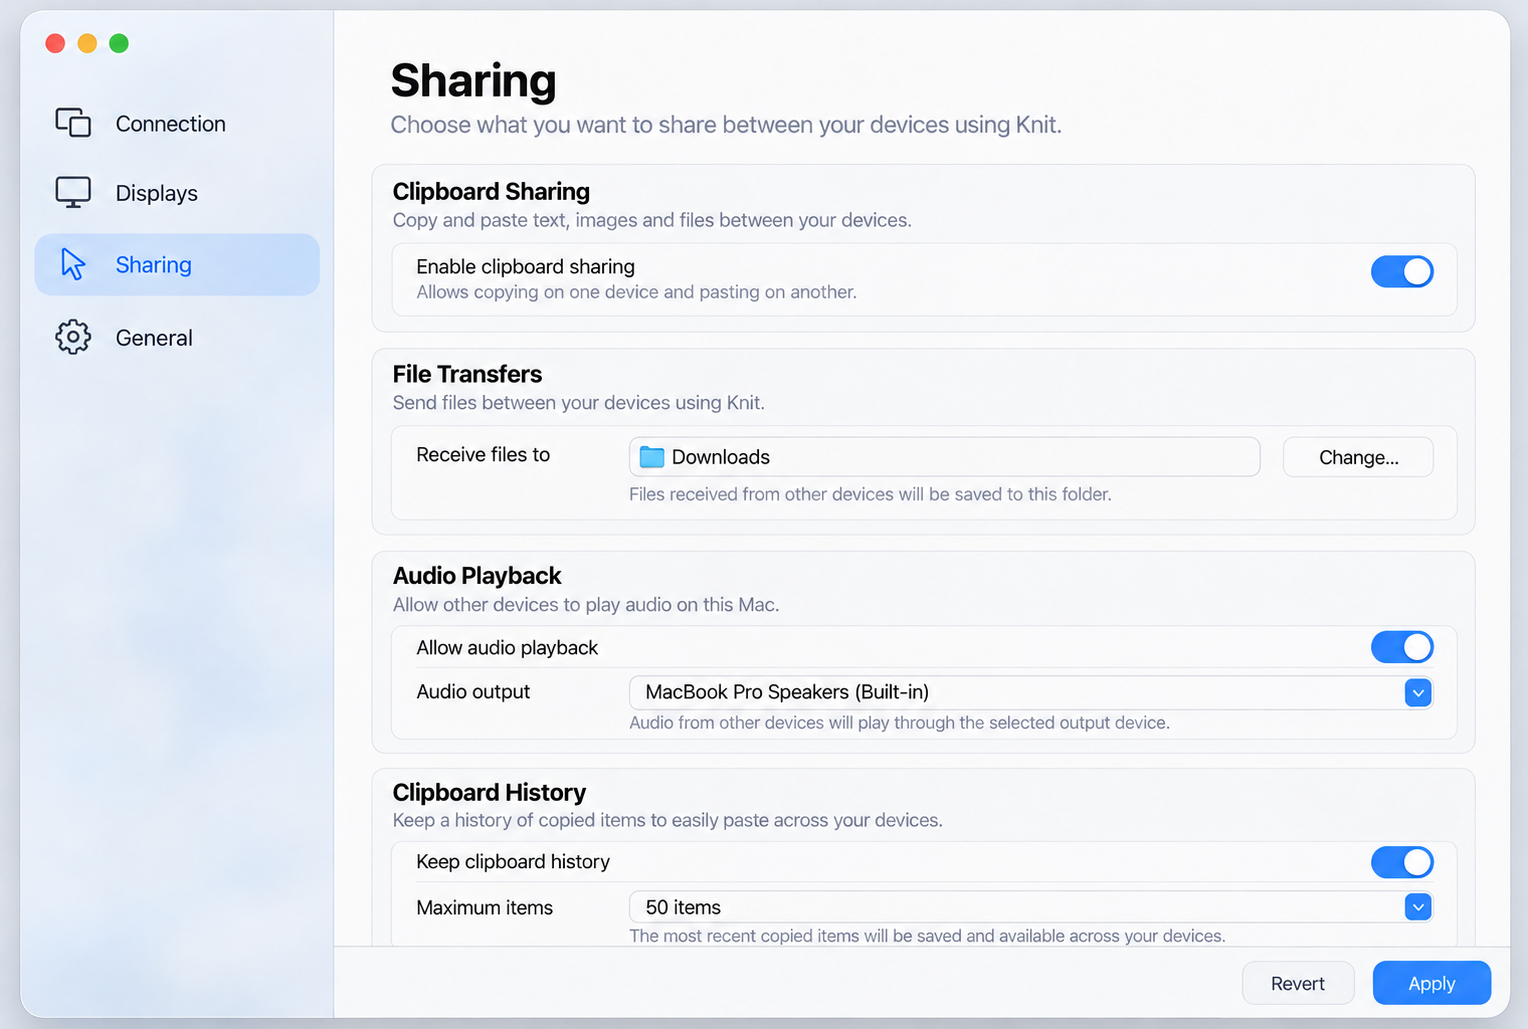 Connection
Displays
Sharing
General
Sharing
Choose what you want to share between your devices using Knit.
Clipboard Sharing
Copy and paste text, images and files between your devices.
Enable clipboard sharing
Allows copying on one device and pasting on another.
File Transfers
Send files between your devices using Knit.
Receive files to
Downloads
Change...
Files received from other devices will be saved to this folder.
Audio Playback
Allow other devices to play audio on this Mac.
Allow audio playback
Audio output
MacBook Pro Speakers (Built-in)
Audio from other devices will play through the selected output device.
Clipboard History
Keep a history of copied items to easily paste across your devices.
Keep clipboard history
Maximum items
50 items
The most recent copied items will be saved and available across your devices.
Revert
Apply